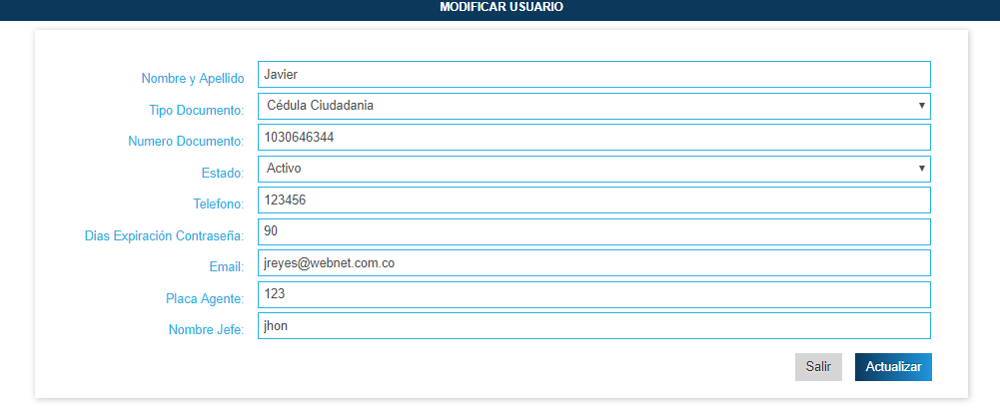 MODIFICAR USUARIO
Nombre y Apellido Javier
Tipo Documento: Cédula Ciudadania
Numero Documento: 1030646344
Estado: Activo
Telefono: 123456
Dias Expiración Contraseña: 90
Email: jreyes@webnet.com.co
Placa Agente: 123
Nombre Jefe: jhon
Salir Actualizar